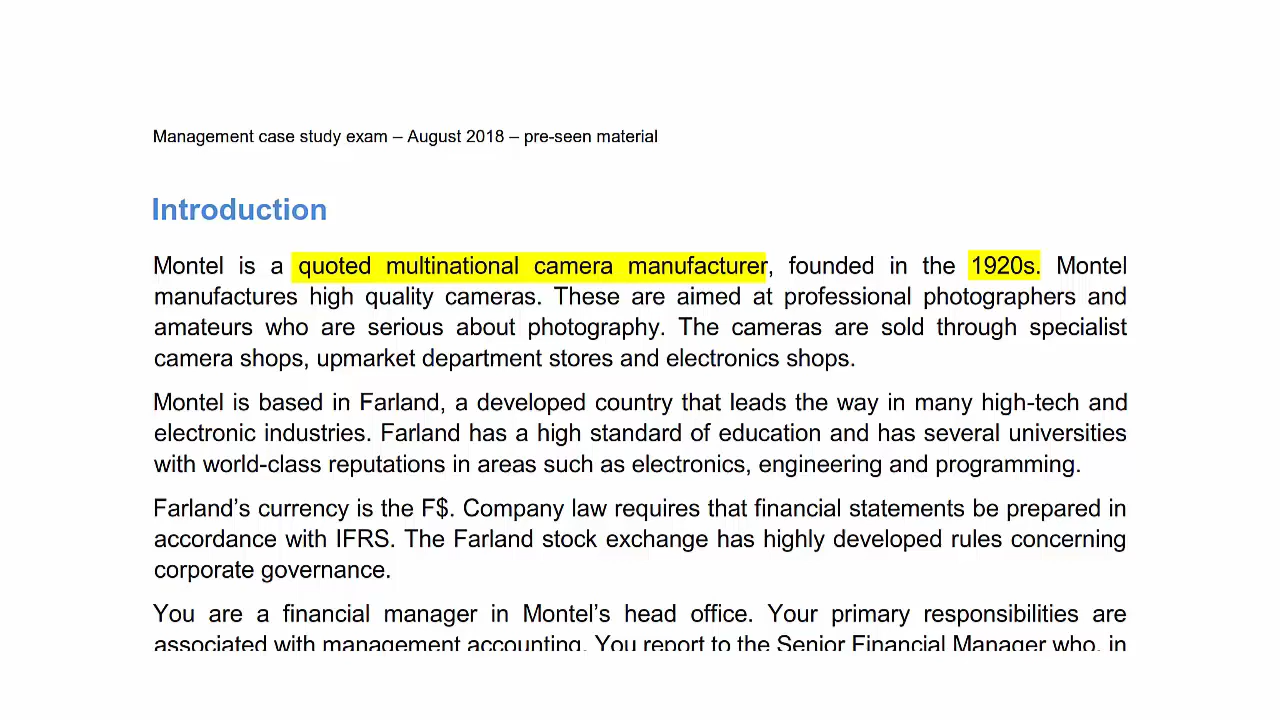 Management case study exam – August 2018 – pre-seen material
Introduction
Montel is a quoted multinational camera manufacturer, founded in the 1920s. Montel
manufactures high quality cameras. These are aimed at professional photographers and
amateurs who are serious about photography. The cameras are sold through specialist
camera shops, upmarket department stores and electronics shops.
Montel is based in Farland, a developed country that leads the way in many high-tech and
electronic industries. Farland has a high standard of education and has several universities
with world-class reputations in areas such as electronics, engineering and programming.
Farland’s currency is the F$. Company law requires that financial statements be prepared in
accordance with IFRS. The Farland stock exchange has highly developed rules concerning
corporate governance.
You are a financial manager in Montel’s head office. Your primary responsibilities are
associated with management accounting. You report to the Senior Financial Manager who, in